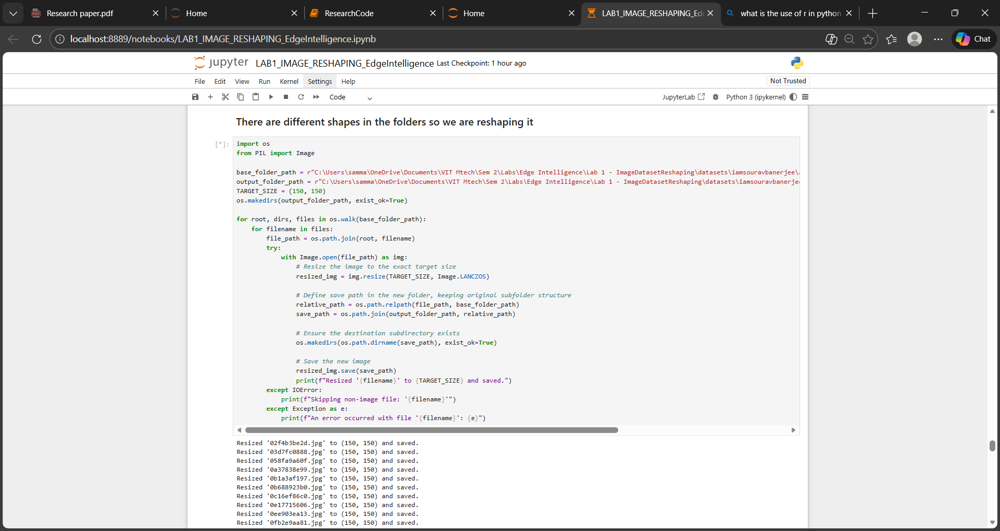 Research paper.pdf
Home
ResearchCode
Home
LAB1_IMAGE_RESHAPING_Ed
what is the use of r in python
localhost:8889/notebooks/LAB1_IMAGE_RESHAPING_EdgeIntelligence.ipynb
Chat
jupyter LAB1_IMAGE_RESHAPING_EdgeIntelligence Last Checkpoint: 1 hour ago
File Edit View Run Kernel Settings Help
Not Trusted
Code
JupyterLab
Python 3 (ipykernel)
There are different shapes in the folders so we are reshaping it
[*]:
import os
from PIL import Image
base_folder_path = r"C:\Users\samma\OneDrive\Documents\VIT Mtech\Sem 2\Labs\Edge Intelligence\Lab 1 - ImageDatasetReshaping\datasets\iamsouravbanerjee\
output_folder_path = r"C:\Users\samma\OneDrive\Documents\VIT Mtech\Sem 2\Labs\Edge Intelligence\Lab 1 - ImageDatasetReshaping\datasets\iamsouravbanerje
TARGET_SIZE = (150, 150)
os.makedirs(output_folder_path, exist_ok=True)
for root, dirs, files in os.walk(base_folder_path):
for filename in files:
file_path = os.path.join(root, filename)
try:
with Image.open(file_path) as img:
# Resize the image to the exact target size
resized_img = img.resize(TARGET_SIZE, Image.LANCZOS)
# Define save path in the new folder, keeping original subfolder structure
relative_path = os.path.relpath(file_path, base_folder_path)
save_path = os.path.join(output_folder_path, relative_path)
# Ensure the destination subdirectory exists
os.makedirs(os.path.dirname(save_path), exist_ok=True)
# Save the new image
resized_img.save(save_path)
print(f"Resized '{filename}' to {TARGET_SIZE} and saved.")
except IOError:
print(f"Skipping non-image file: '{filename}'")
except Exception as e:
print(f"An error occurred with file '{filename}': {e}")
Resized '02f4b3be2d.jpg' to (150, 150) and saved.
Resized '03d7fc0888.jpg' to (150, 150) and saved.
Resized '058fa9a60f.jpg' to (150, 150) and saved.
Resized '0a37838e99.jpg' to (150, 150) and saved.
Resized '0b1a3af197.jpg' to (150, 150) and saved.
Resized '0b688923b0.jpg' to (150, 150) and saved.
Resized '0c16ef86c0.jpg' to (150, 150) and saved.
Resized '0e17715606.jpg' to (150, 150) and saved.
Resized '0ee903ea13.jpg' to (150, 150) and saved.
Resized '0fb2e9aa81.jpg' to (150, 150) and saved.